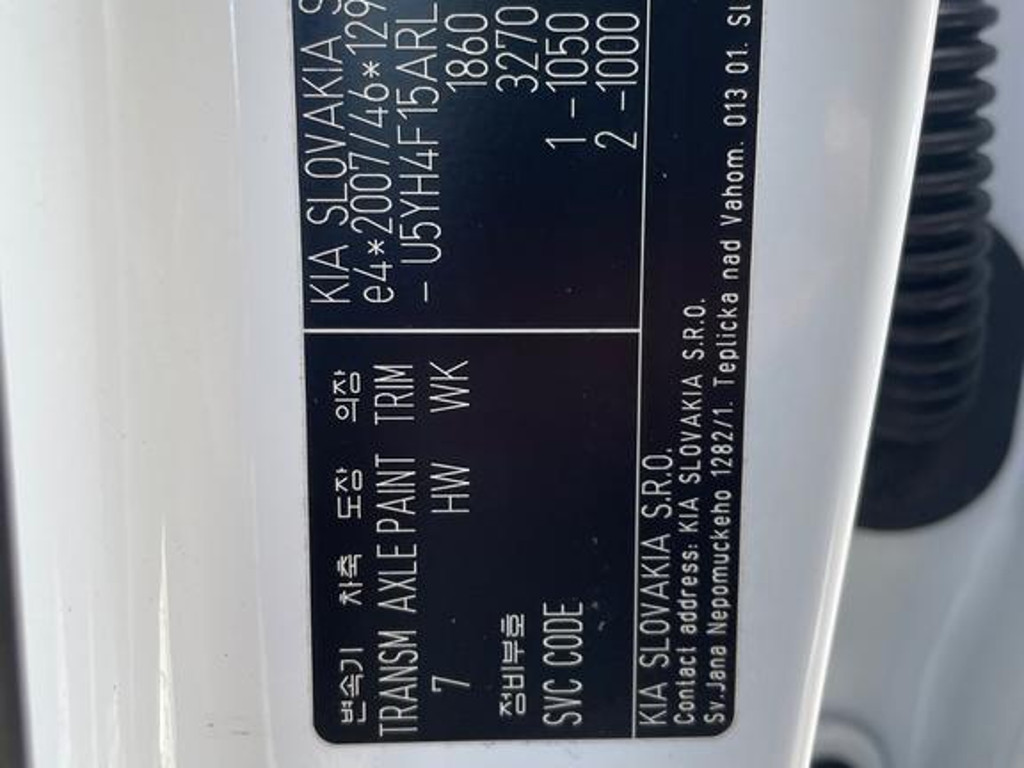 변속기 차축 도장 의장
TRANSM AXLE PAINT TRIM
7 HW WK
정비부호
SVC CODE
KIA SLOVAKIA
e4*2007/46*129
- U5YH4F15ARL
1860
3270
1 -1050
2 -1000
KIA SLOVAKIA S.R.O.
Contact address: KIA SLOVAKIA S.R.O.
Sv.Jana Nepomuckeho 1282/1. Teplicka nad Vahom. 013 01.